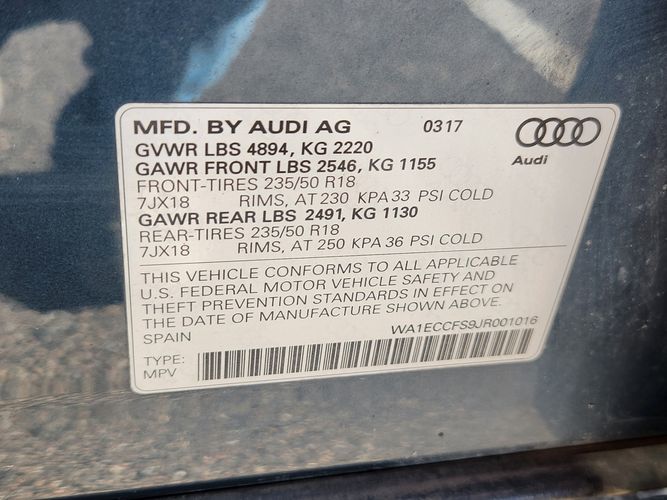 MFD. BY AUDI AG 0317
GVWR LBS 4894, KG 2220
GAWR FRONT LBS 2546, KG 1155
FRONT-TIRES 235/50 R18
7JX18 RIMS, AT 230 KPA 33 PSI COLD
GAWR REAR LBS 2491, KG 1130
REAR-TIRES 235/50 R18
7JX18 RIMS, AT 250 KPA 36 PSI COLD
Audi
THIS VEHICLE CONFORMS TO ALL APPLICABLE
U.S. FEDERAL MOTOR VEHICLE SAFETY AND
THEFT PREVENTION STANDARDS IN EFFECT ON
THE DATE OF MANUFACTURE SHOWN ABOVE.
SPAIN WA1ECCFS9JR001016
TYPE:
MPV